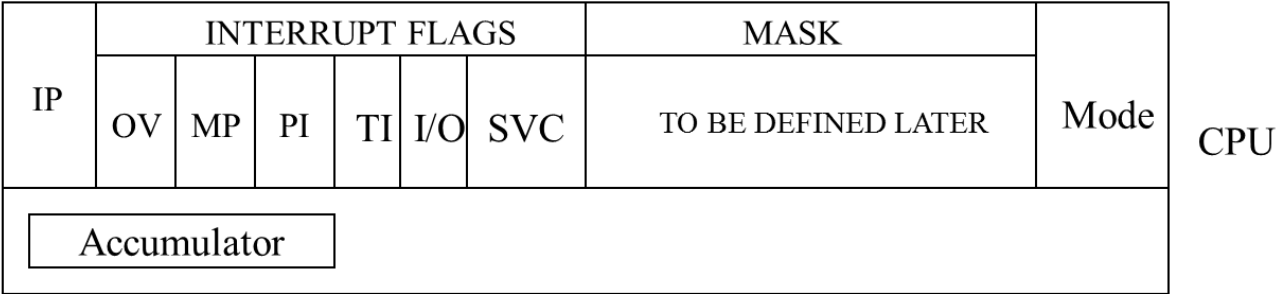 INTERRUPT FLAGS MASK
IP OV MP PI TI I/O SVC TO BE DEFINED LATER Mode CPU
Accumulator